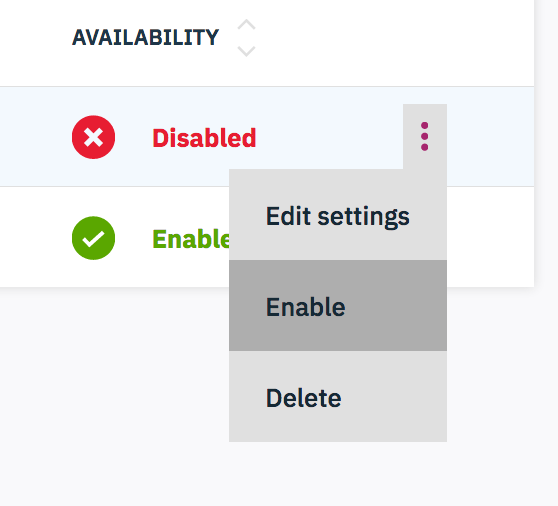 AVAILABILITY
Disabled
Edit settings
Enable
Delete